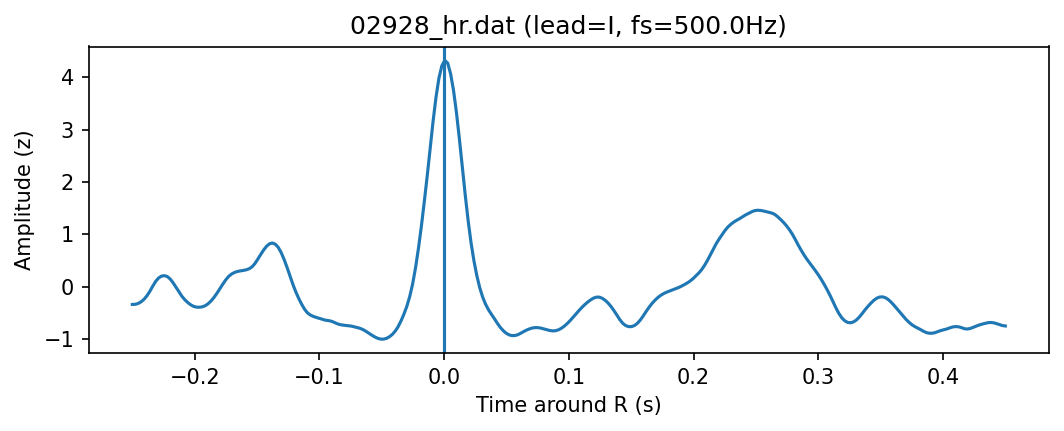 02928_hr.dat (lead=I, fs=500.0Hz)
Amplitude (z)
4
3
2
1
0
−1
−0.2 −0.1 0.0 0.1 0.2 0.3 0.4
Time around R (s)